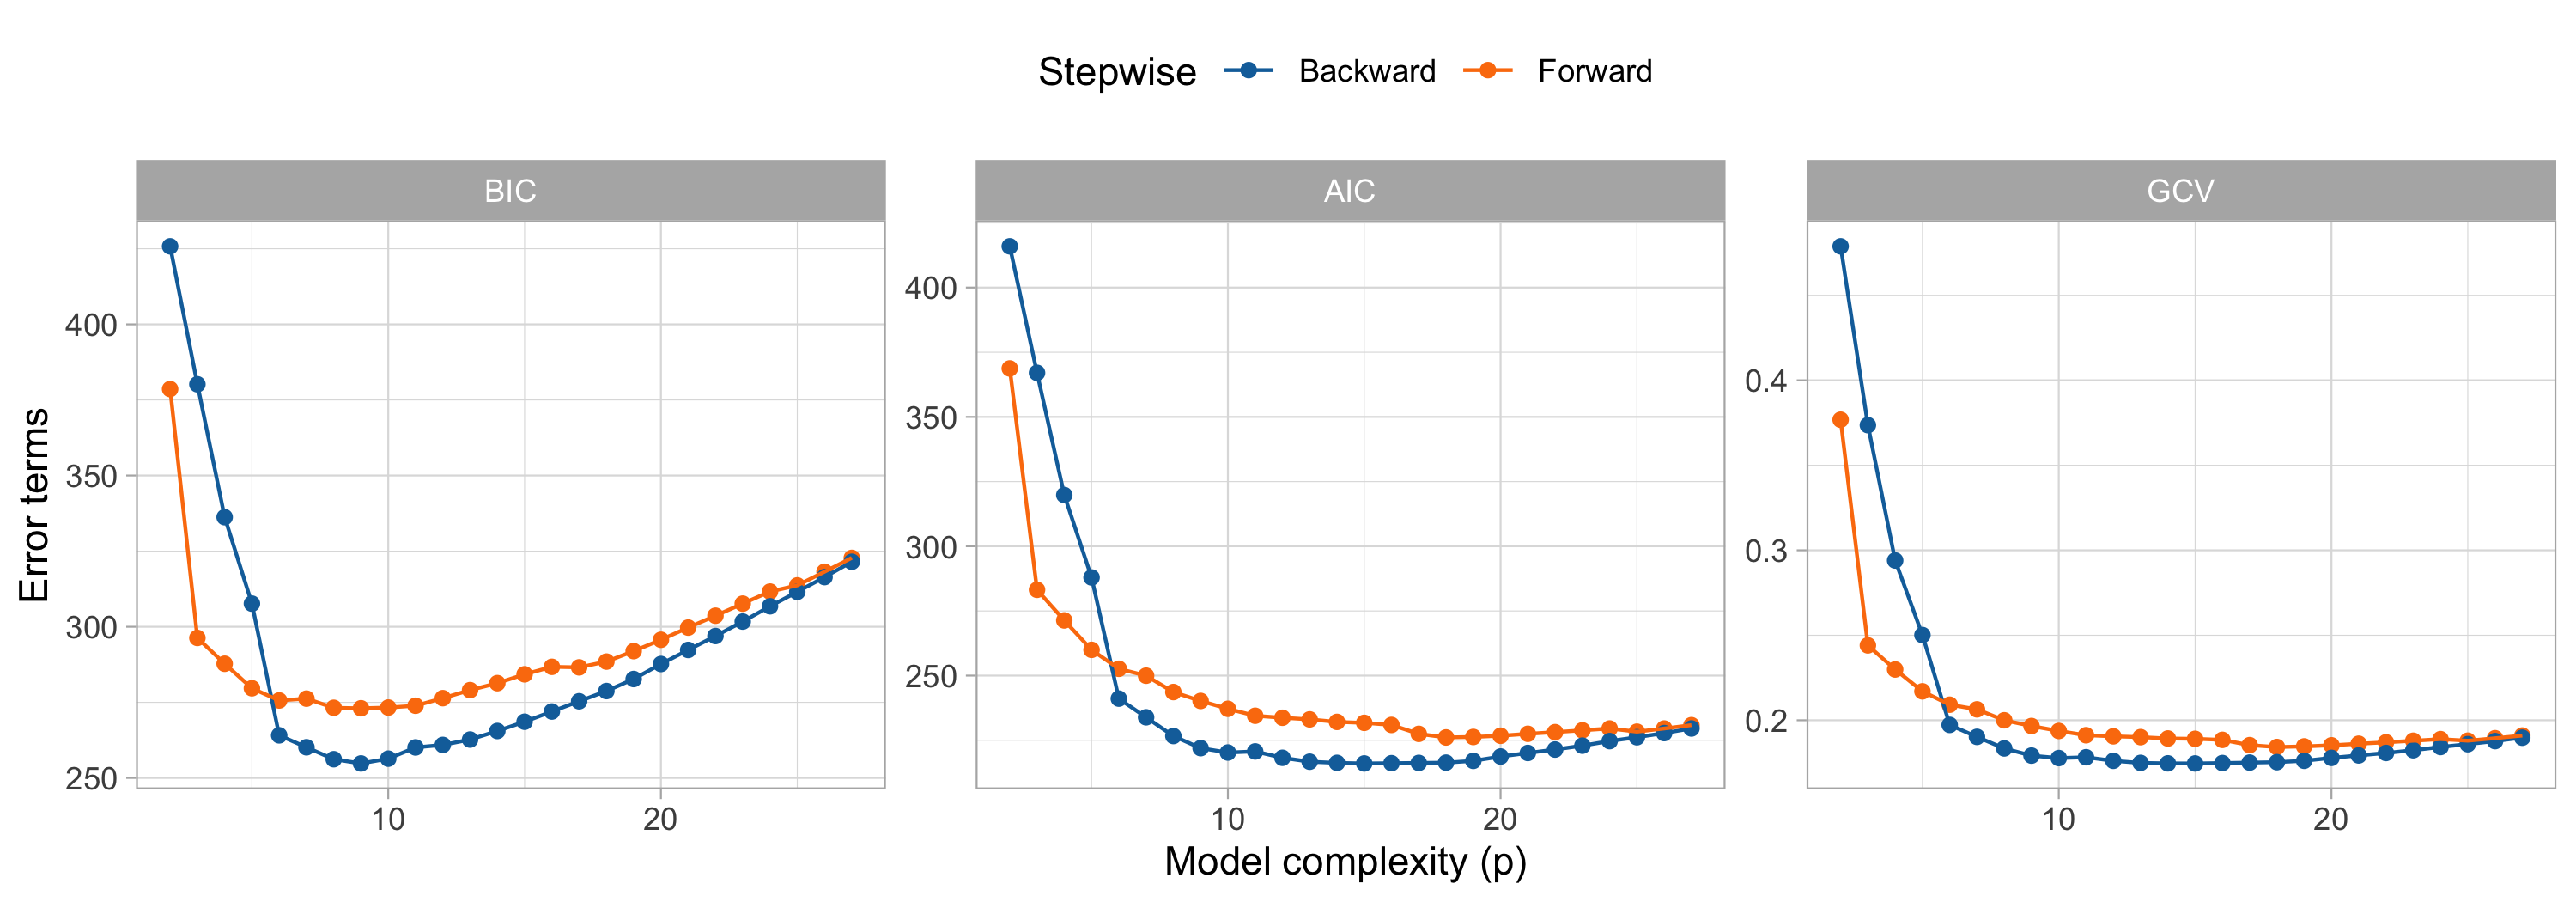 Stepwise Backward Forward
BIC AIC GCV
Error terms
400
350
300
250
400
350
300
250
0.4
0.3
0.2
10 20 10 20 10 20
Model complexity (p)